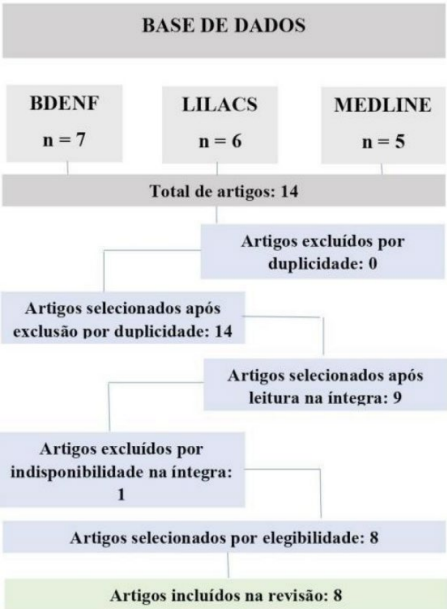 BASE DE DADOS
BDENF
n = 7
LILACS
n = 6
MEDLINE
n = 5
Total de artigos: 14
Artigos excluídos por
duplicidade: 0
Artigos selecionados após
exclusão por duplicidade: 14
Artigos selecionados após
leitura na íntegra: 9
Artigos excluídos por
indisponibilidade na íntegra:
1
Artigos selecionados por elegibilidade: 8
Artigos incluídos na revisão: 8